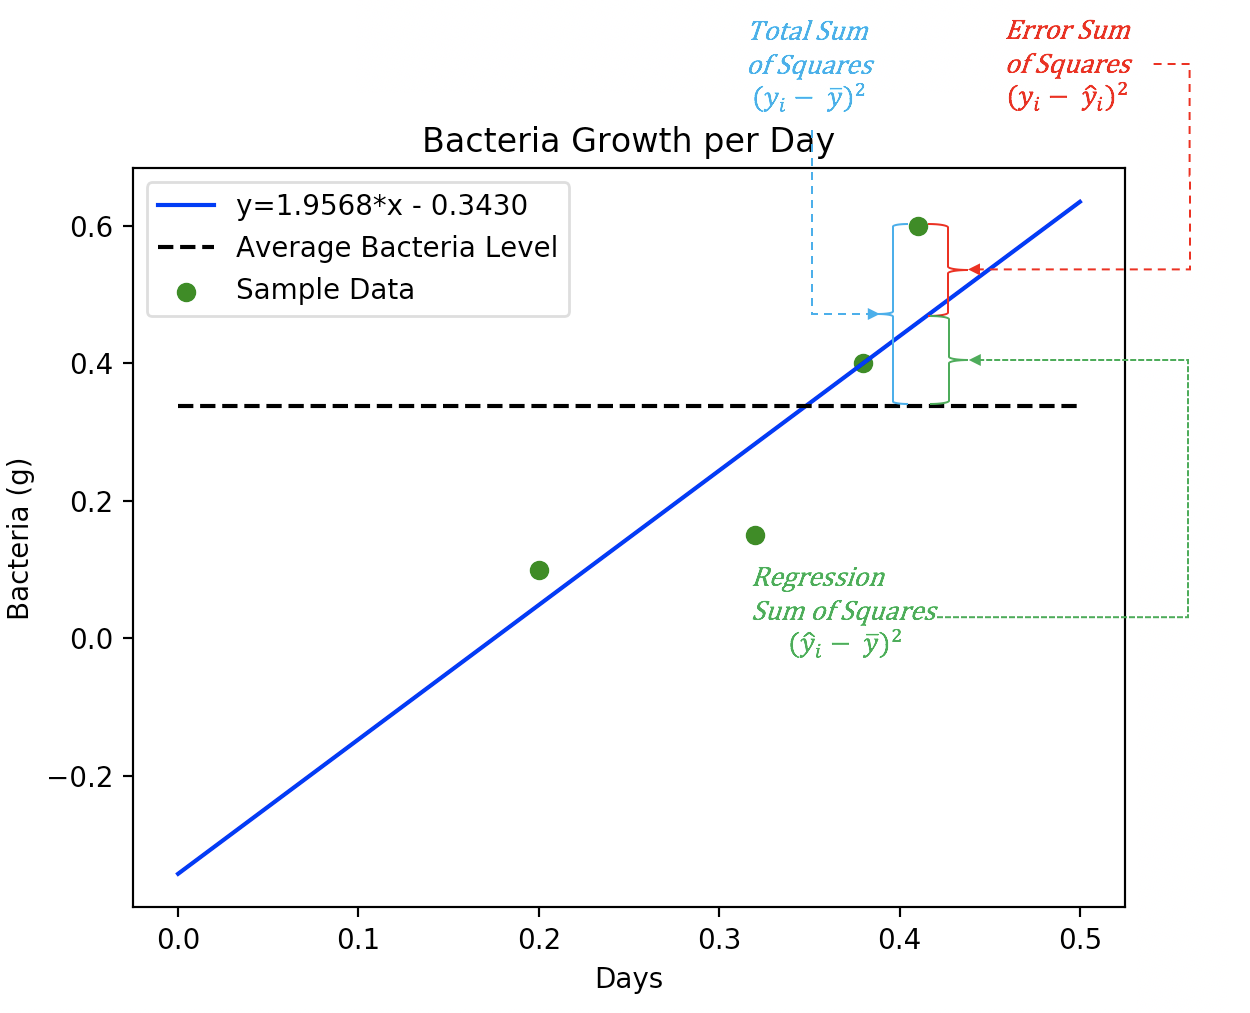 Total Sum
of Squares
(yᵢ − ȳ)²
Error Sum
of Squares
(yᵢ − ŷᵢ)²
Bacteria Growth per Day
y=1.9568*x - 0.3430
Average Bacteria Level
Sample Data
0.6
0.4
0.2
0.0
−0.2
Bacteria (g)
Regression
Sum of Squares
(ŷᵢ − ȳ)²
0.0
0.1
0.2
0.3
0.4
0.5
Days